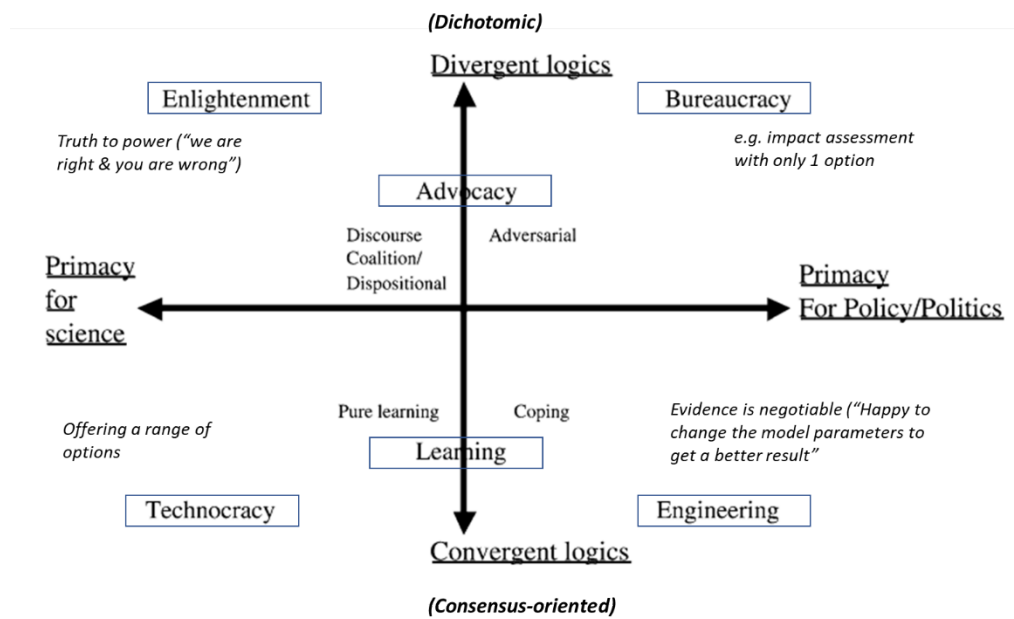 (Dichotomic)
Divergent logics
Enlightenment
Bureaucracy
Truth to power (“we are
right & you are wrong”)
e.g. impact assessment
with only 1 option
Advocacy
Discourse
Coalition/
Dispositional
Adversarial
Primacy
for
science
Primacy
For Policy/Politics
Pure learning
Coping
Offering a range of
options
Evidence is negotiable (“Happy to
change the model parameters to
get a better result”
Learning
Technocracy
Engineering
Convergent logics
(Consensus-oriented)